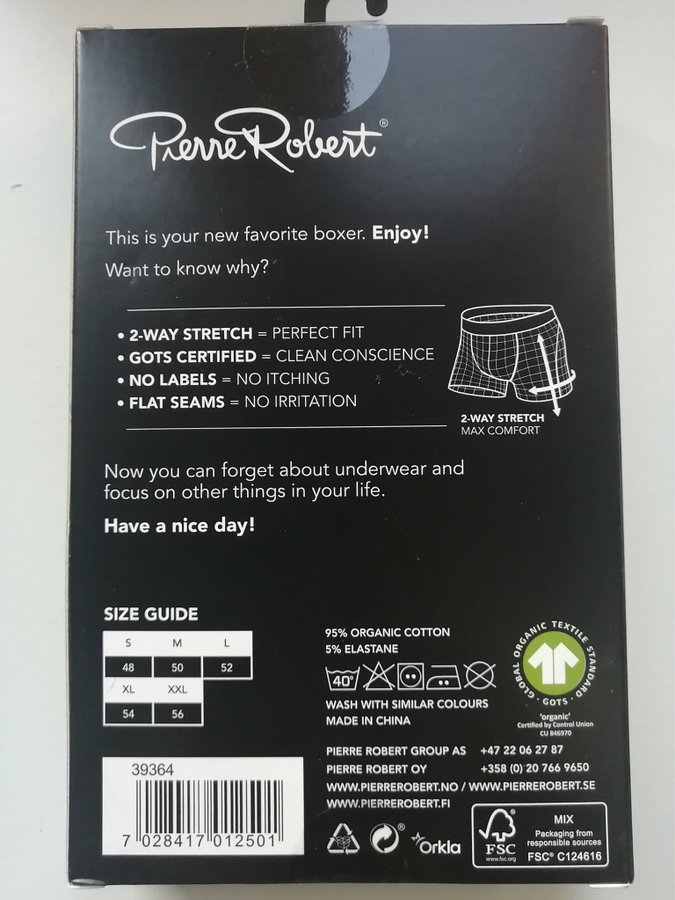 Pierre Robert®
This is your new favorite boxer. Enjoy!
Want to know why?
• 2-WAY STRETCH = PERFECT FIT
• GOTS CERTIFIED = CLEAN CONSCIENCE
• NO LABELS = NO ITCHING
• FLAT SEAMS = NO IRRITATION
2-WAY STRETCH
MAX COMFORT
Now you can forget about underwear and
focus on other things in your life.
Have a nice day!
SIZE GUIDE
S M L
48 50 52
XL XXL
54 56
95% ORGANIC COTTON
5% ELASTANE
40°
WASH WITH SIMILAR COLOURS
MADE IN CHINA
GLOBAL ORGANIC TEXTILE STANDARD · GOTS ·
'organic'
Certified by Control Union
CU 846970
PIERRE ROBERT GROUP AS +47 22 06 27 87
PIERRE ROBERT OY +358 (0) 20 766 9650
WWW.PIERREROBERT.NO / WWW.PIERREROBERT.SE
WWW.PIERREROBERT.FI
39364
7 028417 012501
®
Orkla
FSC
www.fsc.org
MIX
Packaging from
responsible sources
FSC® C124616